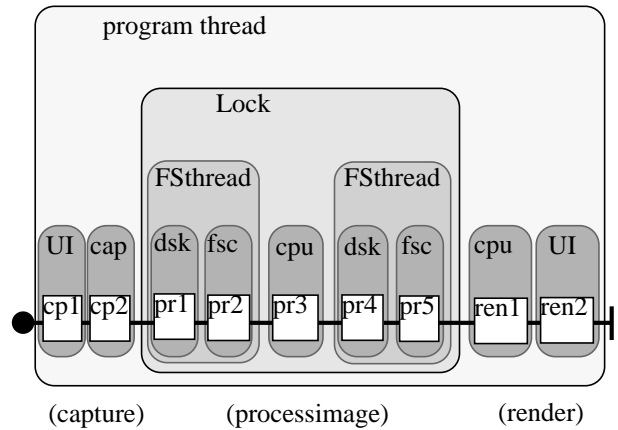 program thread
Lock
FSthread FSthread
UI cap dsk fsc cpu dsk fsc cpu UI
cp1 cp2 pr1 pr2 pr3 pr4 pr5 ren1 ren2
(capture) (processimage) (render)